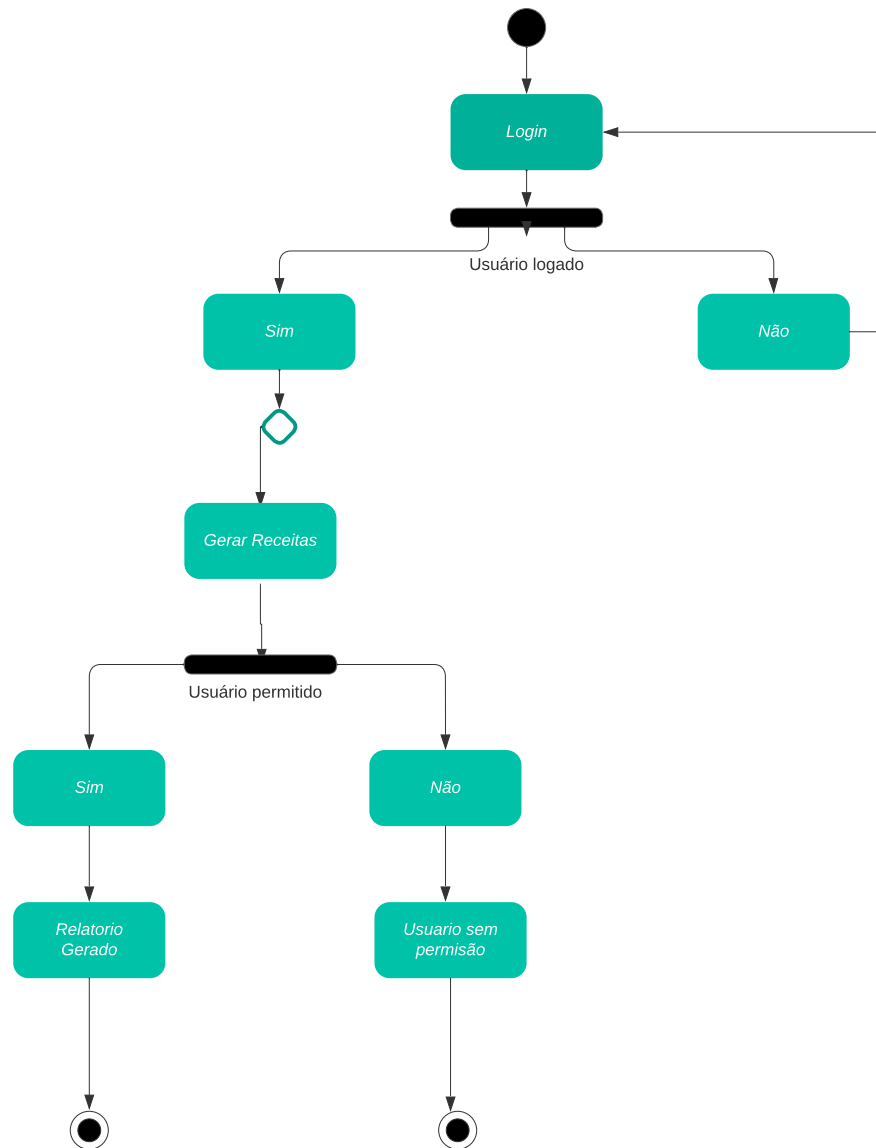 Login
Usuário logado
Sim
Não
Gerar Receitas
Usuário permitido
Sim
Não
Relatorio
Gerado
Usuario sem
permisão